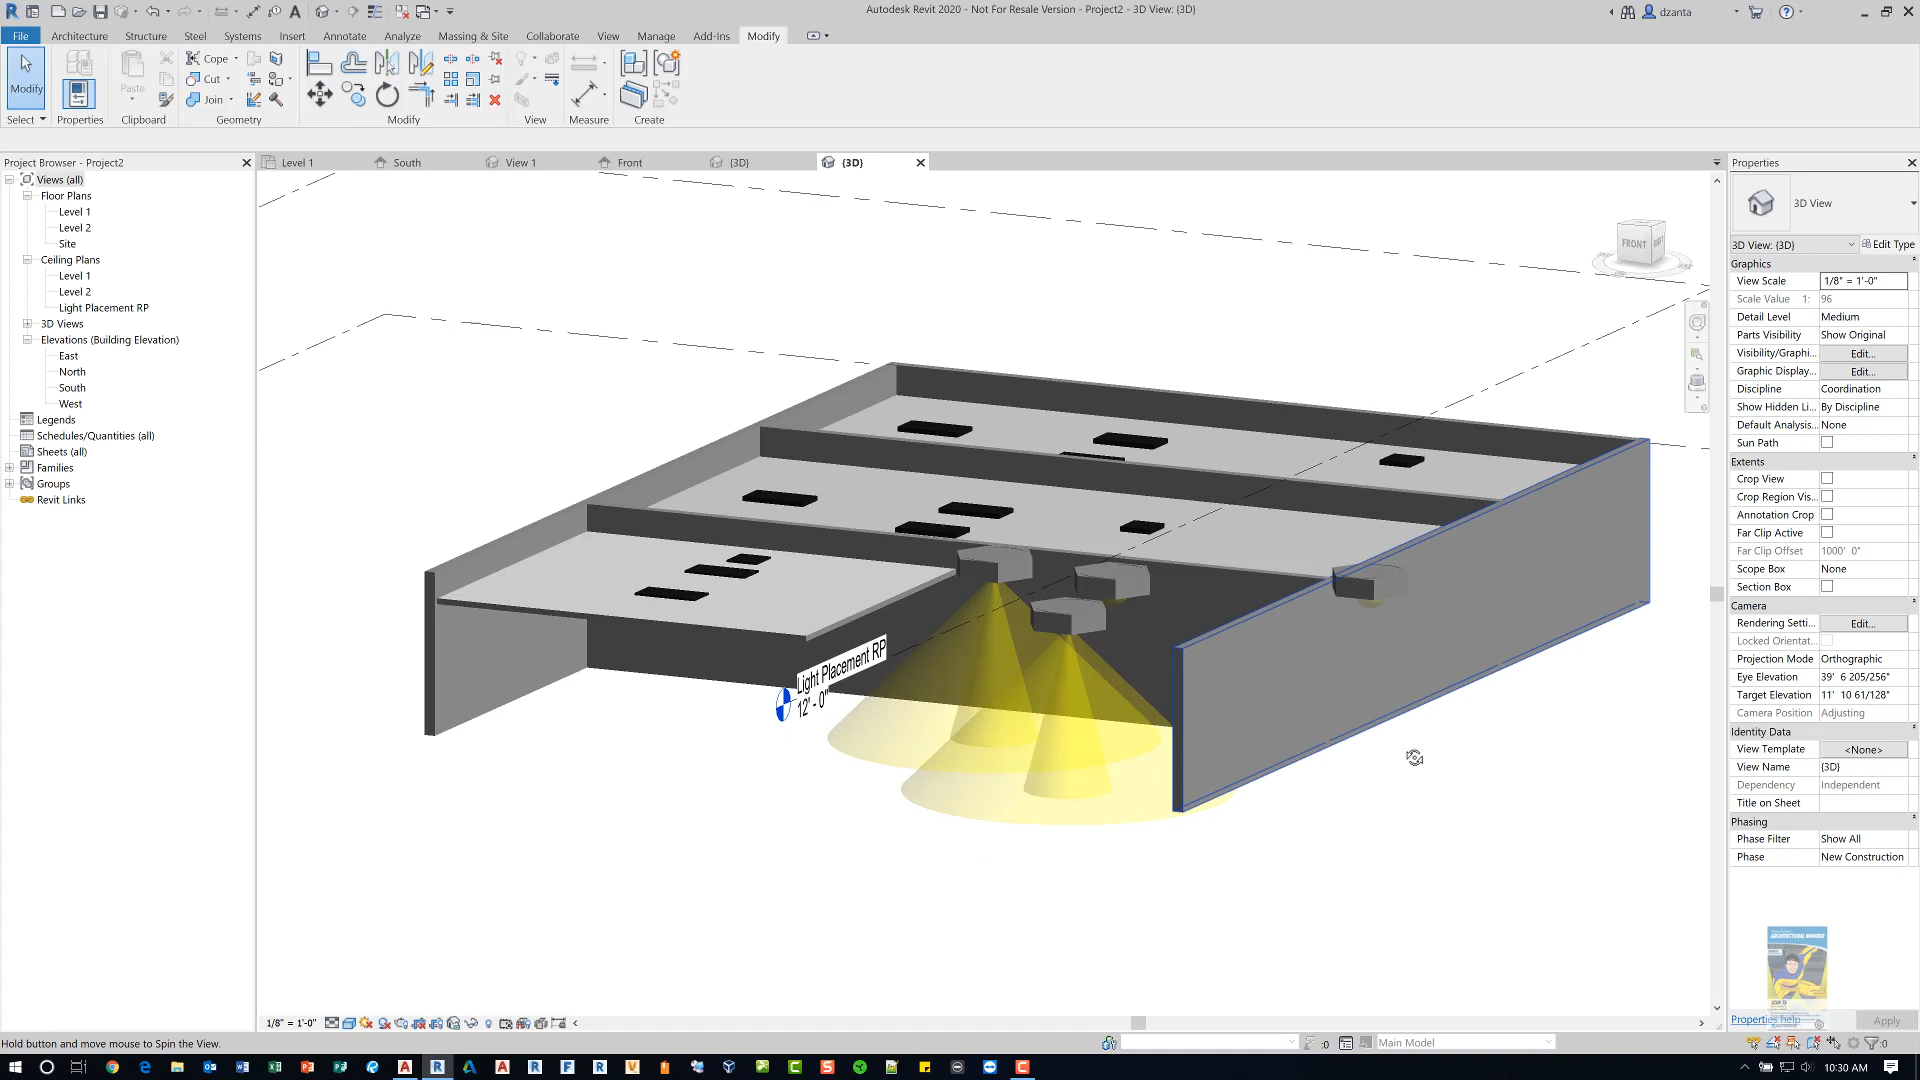 Autodesk Revit 2020 - Not For Resale Version - Project2 - 3D View: {3D}
dzanta
File
Architecture
Structure
Steel
Systems
Insert
Annotate
Analyze
Massing & Site
Collaborate
View
Manage
Add-Ins
Modify
Modify
Paste
Cope
Cut
Join
Select
Properties
Clipboard
Geometry
Modify
View
Measure
Create
Project Browser - Project2
Level 1
South
View 1
Front
{3D}
{3D}
Properties
Views (all)
Floor Plans
Level 1
Level 2
Site
Ceiling Plans
Level 1
Level 2
Light Placement RP
3D Views
Elevations (Building Elevation)
East
North
South
West
Legends
Schedules/Quantities (all)
Sheets (all)
Families
Groups
Revit Links
FRONT
Light Placement RP
12' - 0"
3D View
3D View: {3D}
Edit Type
Graphics
View Scale
1/8" = 1'-0"
Scale Value 1:
96
Detail Level
Medium
Parts Visibility
Show Original
Visibility/Graphi...
Edit...
Graphic Display...
Edit...
Discipline
Coordination
Show Hidden Li...
By Discipline
Default Analysis...
None
Sun Path
Extents
Crop View
Crop Region Vis...
Annotation Crop
Far Clip Active
Far Clip Offset
1000' 0"
Scope Box
None
Section Box
Camera
Rendering Setti...
Edit...
Locked Orientat...
Projection Mode
Orthographic
Eye Elevation
39' 6 205/256"
Target Elevation
11' 10 61/128"
Camera Position
Adjusting
Identity Data
View Template
<None>
View Name
{3D}
Dependency
Independent
Title on Sheet
Phasing
Phase Filter
Show All
Phase
New Construction
ARCHITECTURAL WONDER
Properties help
Apply
1/8" = 1'-0"
Hold button and move mouse to Spin the View.
:0
Main Model
:0
10:30 AM